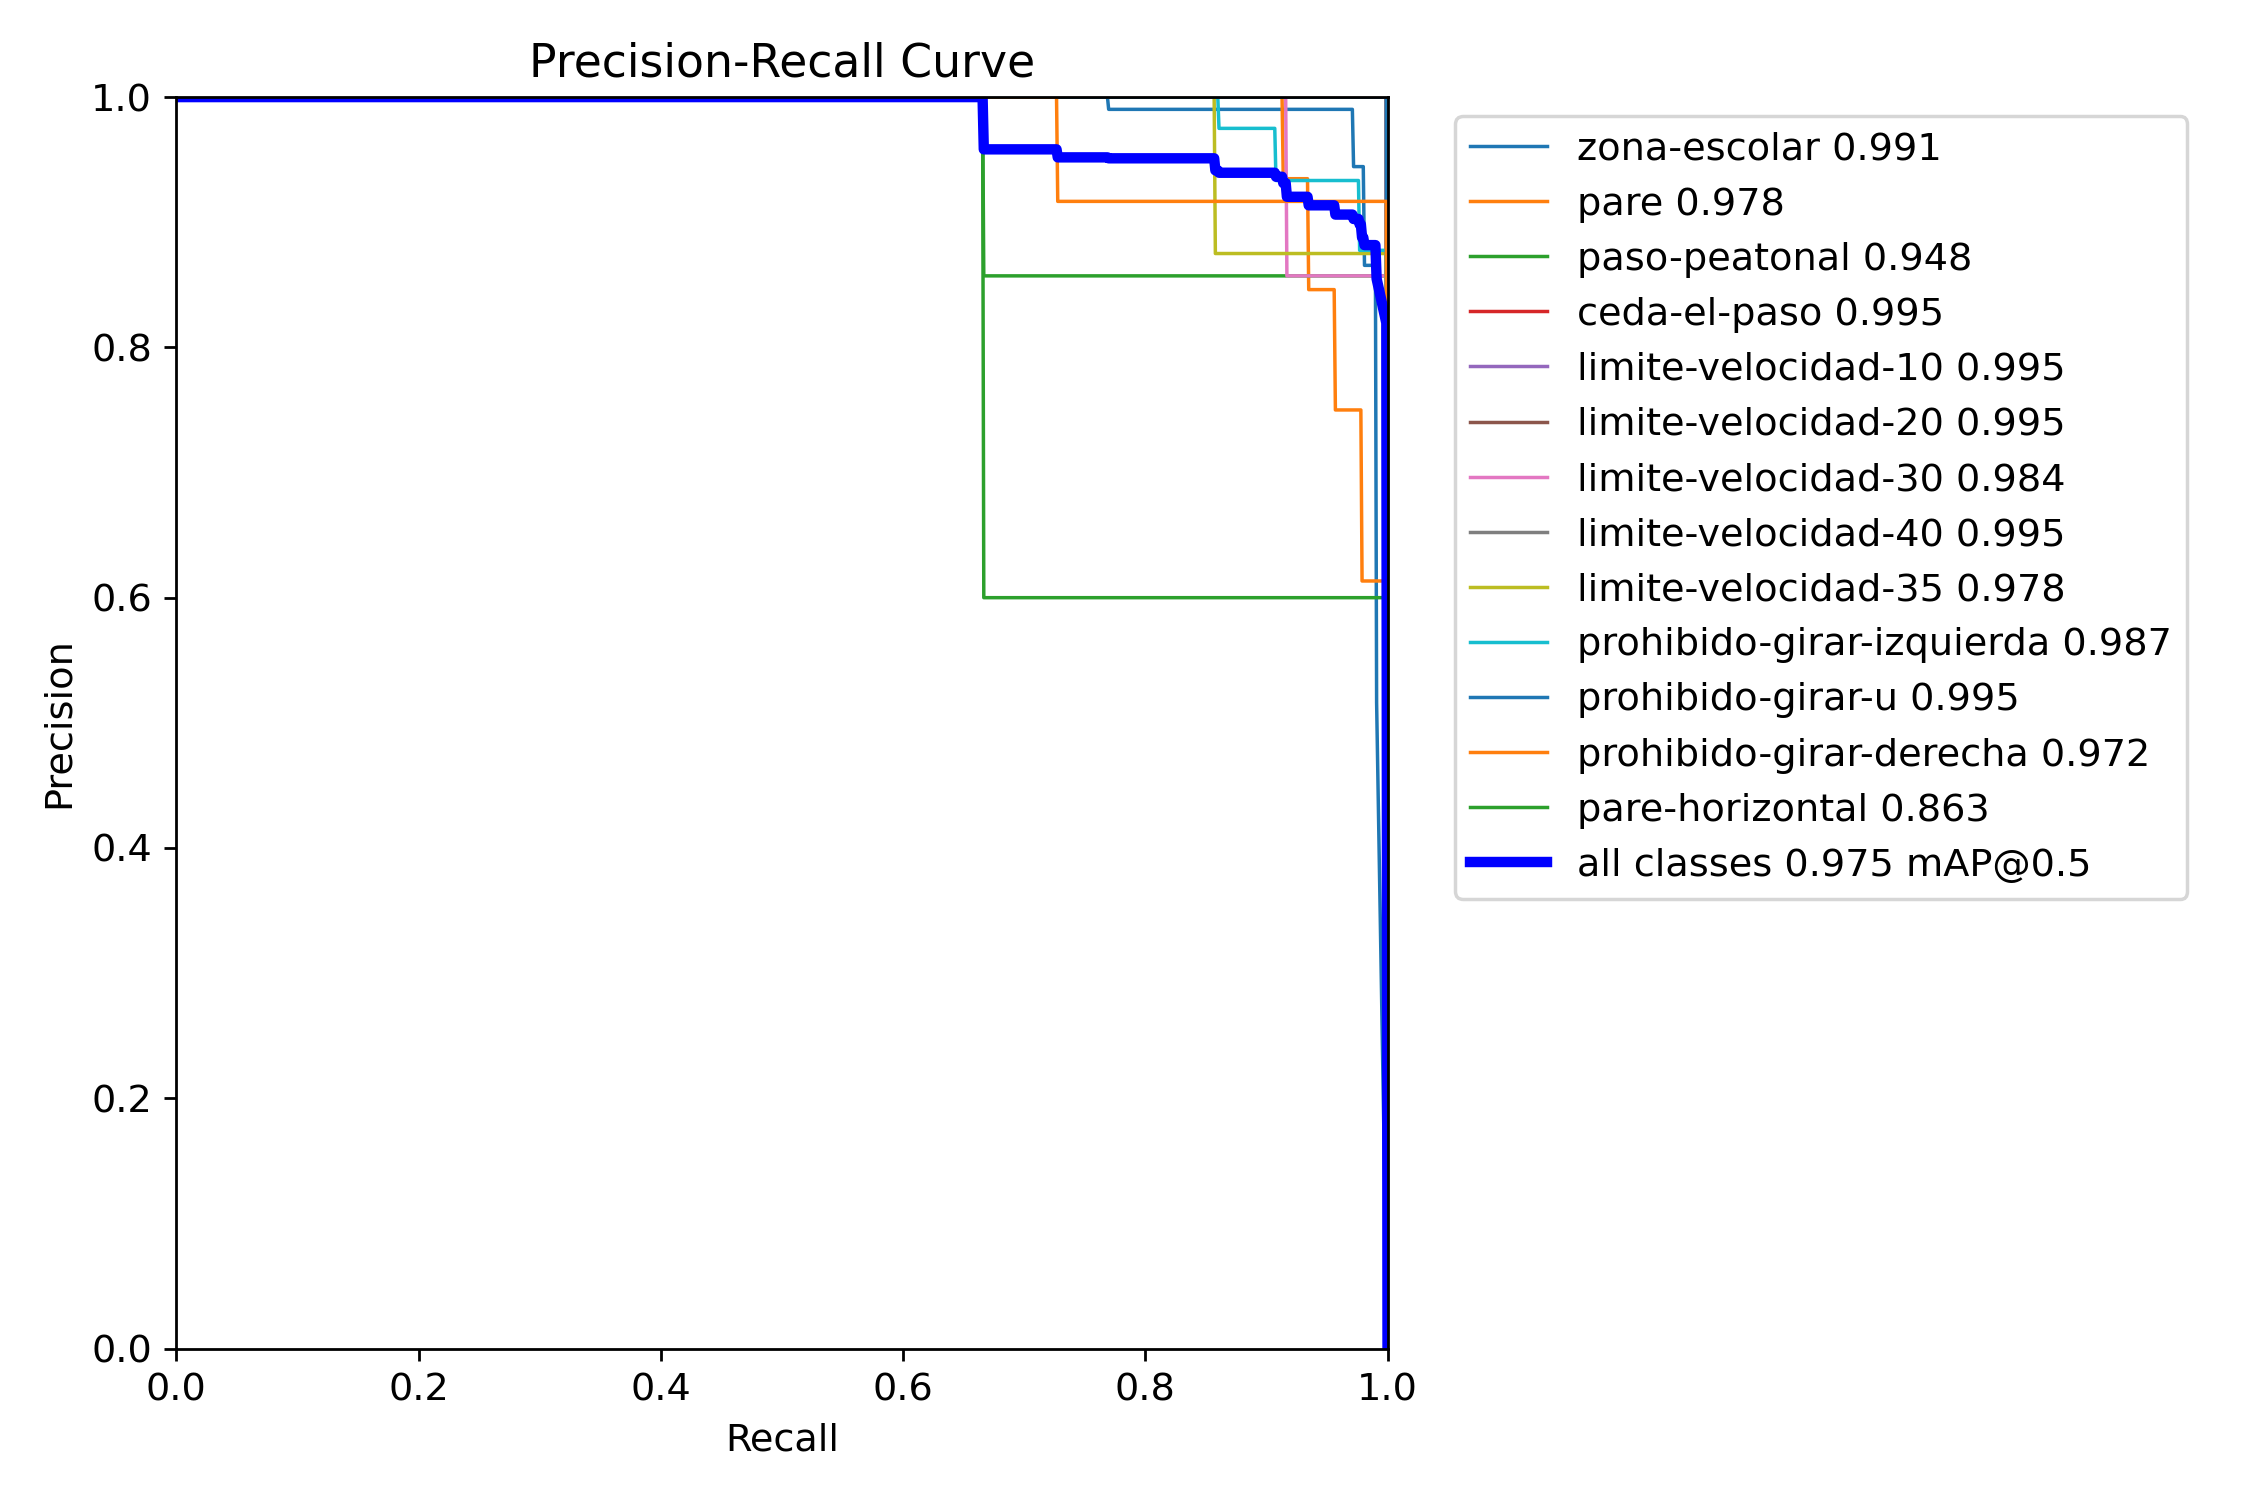 Precision-Recall Curve
1.0
0.8
0.6
0.4
0.2
0.0
Precision
0.0 0.2 0.4 0.6 0.8 1.0
Recall
zona-escolar 0.991
pare 0.978
paso-peatonal 0.948
ceda-el-paso 0.995
limite-velocidad-10 0.995
limite-velocidad-20 0.995
limite-velocidad-30 0.984
limite-velocidad-40 0.995
limite-velocidad-35 0.978
prohibido-girar-izquierda 0.987
prohibido-girar-u 0.995
prohibido-girar-derecha 0.972
pare-horizontal 0.863
all classes 0.975 mAP@0.5